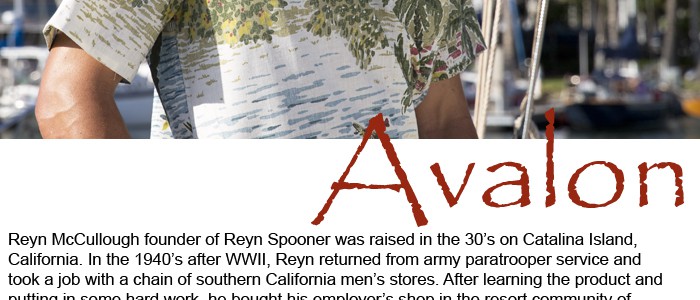 Avalon
Reyn McCullough founder of Reyn Spooner was raised in the 30's on Catalina Island,
California. In the 1940's after WWII, Reyn returned from army paratrooper service and
took a job with a chain of southern California men's stores. After learning the product and
putting in some hard work, he bought his employer's shop in the resort community of